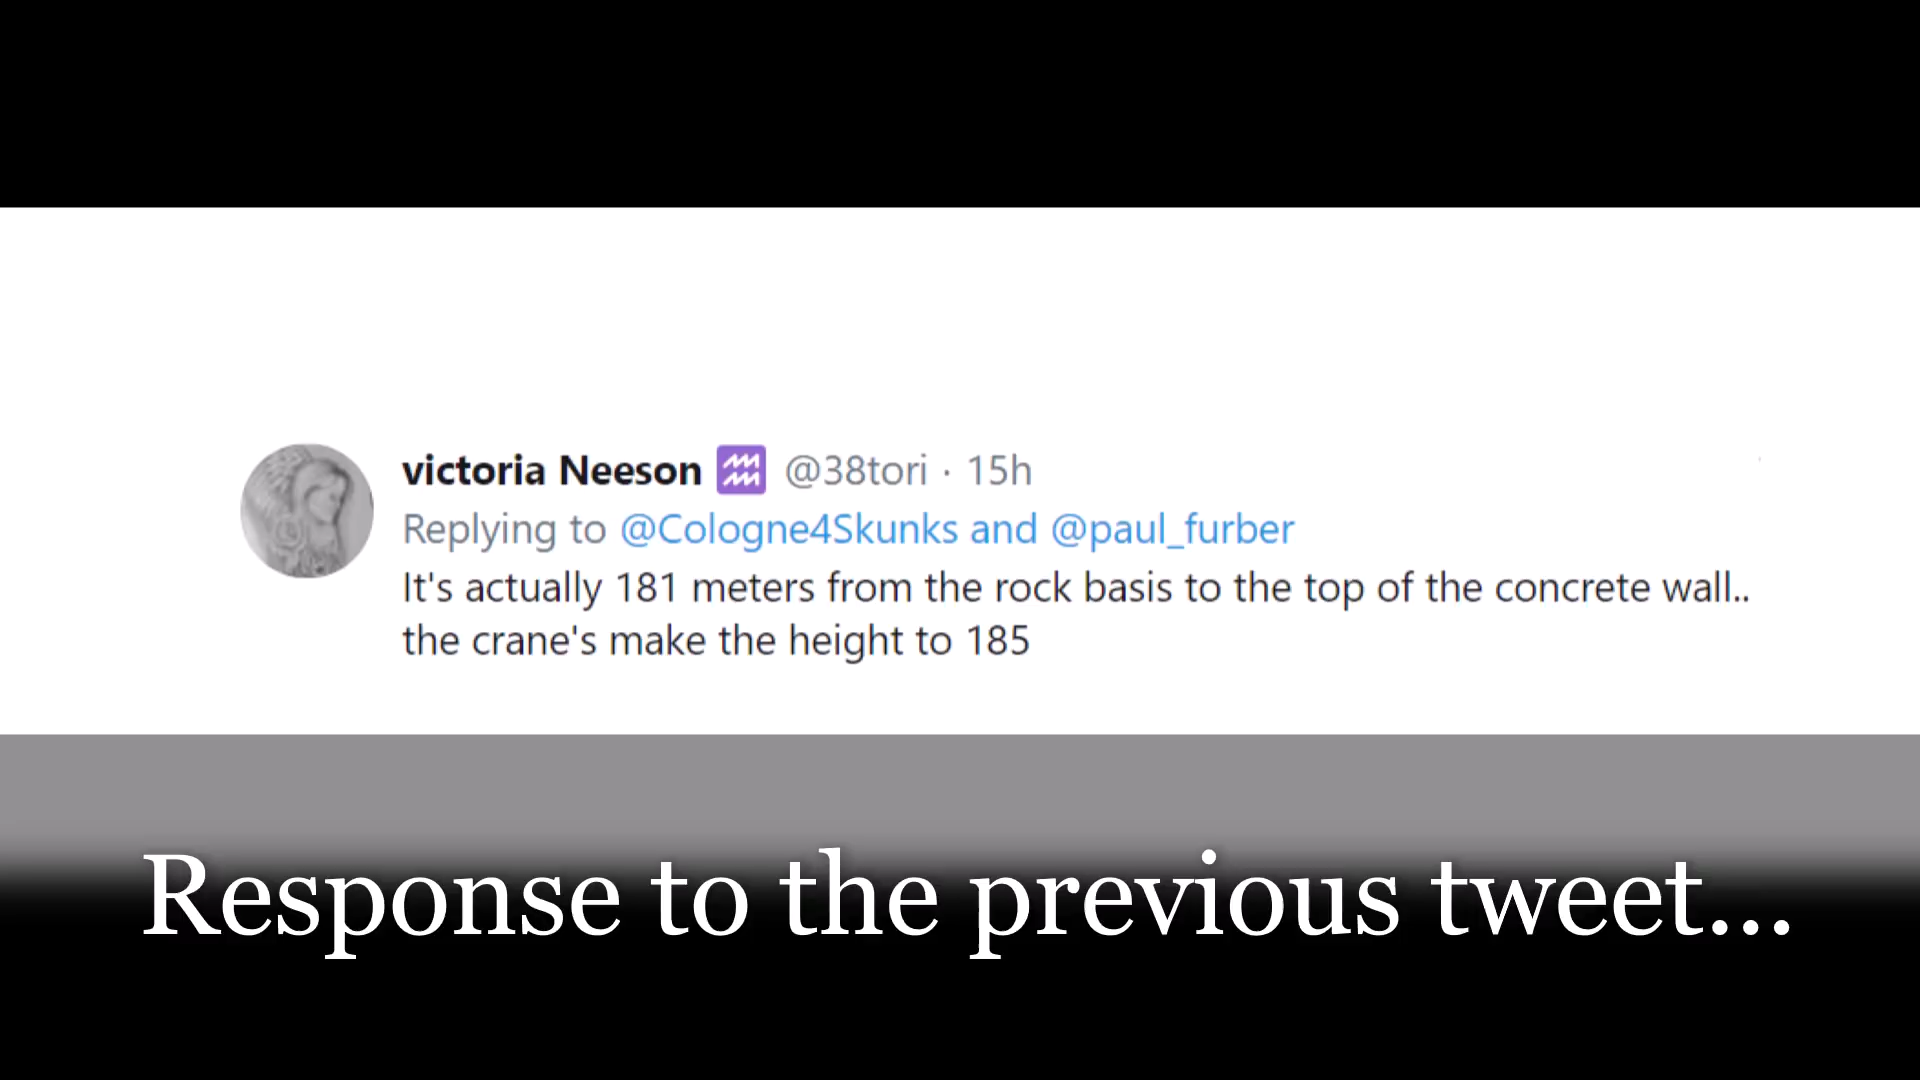 victoria Neeson ♒ @38tori · 15h
Replying to @Cologne4Skunks and @paul_furber
It's actually 181 meters from the rock basis to the top of the concrete wall..
the crane's make the height to 185
Response to the previous tweet...